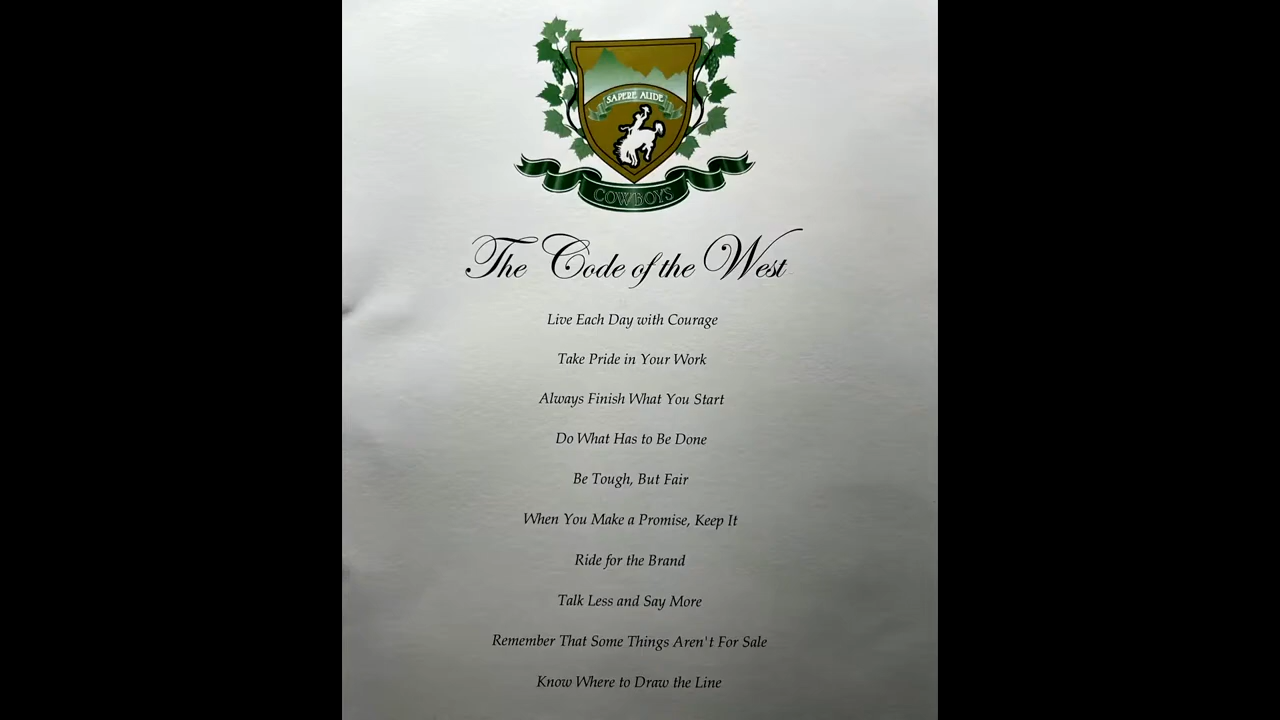 SAPERE AUDE
COWBOYS
The Code of the West
Live Each Day with Courage
Take Pride in Your Work
Always Finish What You Start
Do What Has to Be Done
Be Tough, But Fair
When You Make a Promise, Keep It
Ride for the Brand
Talk Less and Say More
Remember That Some Things Aren't For Sale
Know Where to Draw the Line